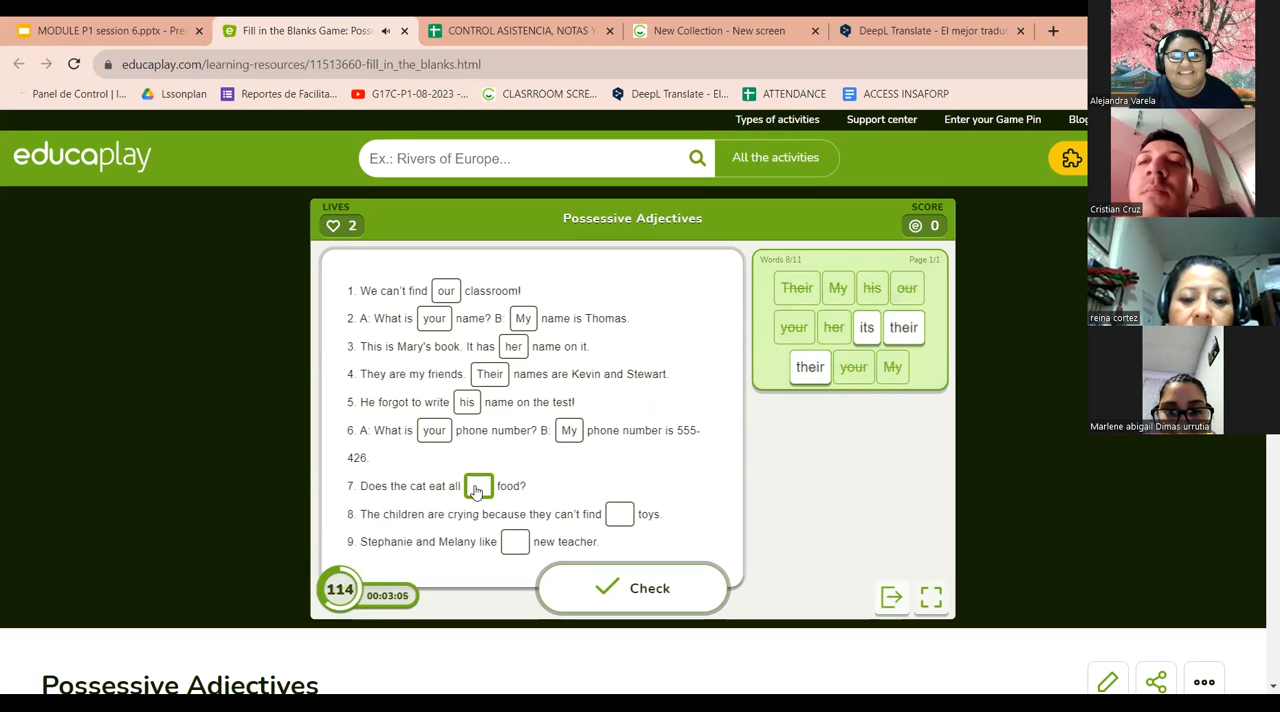 MODULE P1 session 6.pptx - Pre
Fill in the Blanks Game: Posse
CONTROL ASISTENCIA, NOTAS Y
New Collection - New screen
DeepL Translate - El mejor tradu
educaplay.com/learning-resources/11513660-fill_in_the_blanks.html
Panel de Control | I...
Lssonplan
Reportes de Facilita...
G17C-P1-08-2023 -...
CLASRROOM SCRE...
DeepL Translate - El...
ATTENDANCE
ACCESS INSAFORP
Types of activities
Support center
Enter your Game Pin
Blog
educaplay
Ex.: Rivers of Europe...
All the activities
LIVES
2
Possessive Adjectives
SCORE
0
1. We can't find our classroom!
2. A: What is your name? B: My name is Thomas.
3. This is Mary's book. It has her name on it.
4. They are my friends. Their names are Kevin and Stewart.
5. He forgot to write his name on the test!
6. A: What is your phone number? B: My phone number is 555-
426.
7. Does the cat eat all food?
8. The children are crying because they can't find toys.
9. Stephanie and Melany like new teacher.
Words 8/11
Page 1/1
Their My his our
your her its their
their your My
114
00:03:05
Check
Possessive Adjectives
Alejandra Varela
Cristian Cruz
reina cortez
Marlene abigail Dimas urrutia